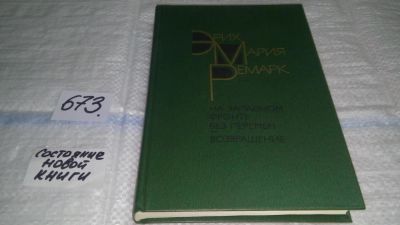 673.
состояние
новой
книги
Эрих
Мария
Ремарк
На Западном
фронте
без перемен
Возвращение